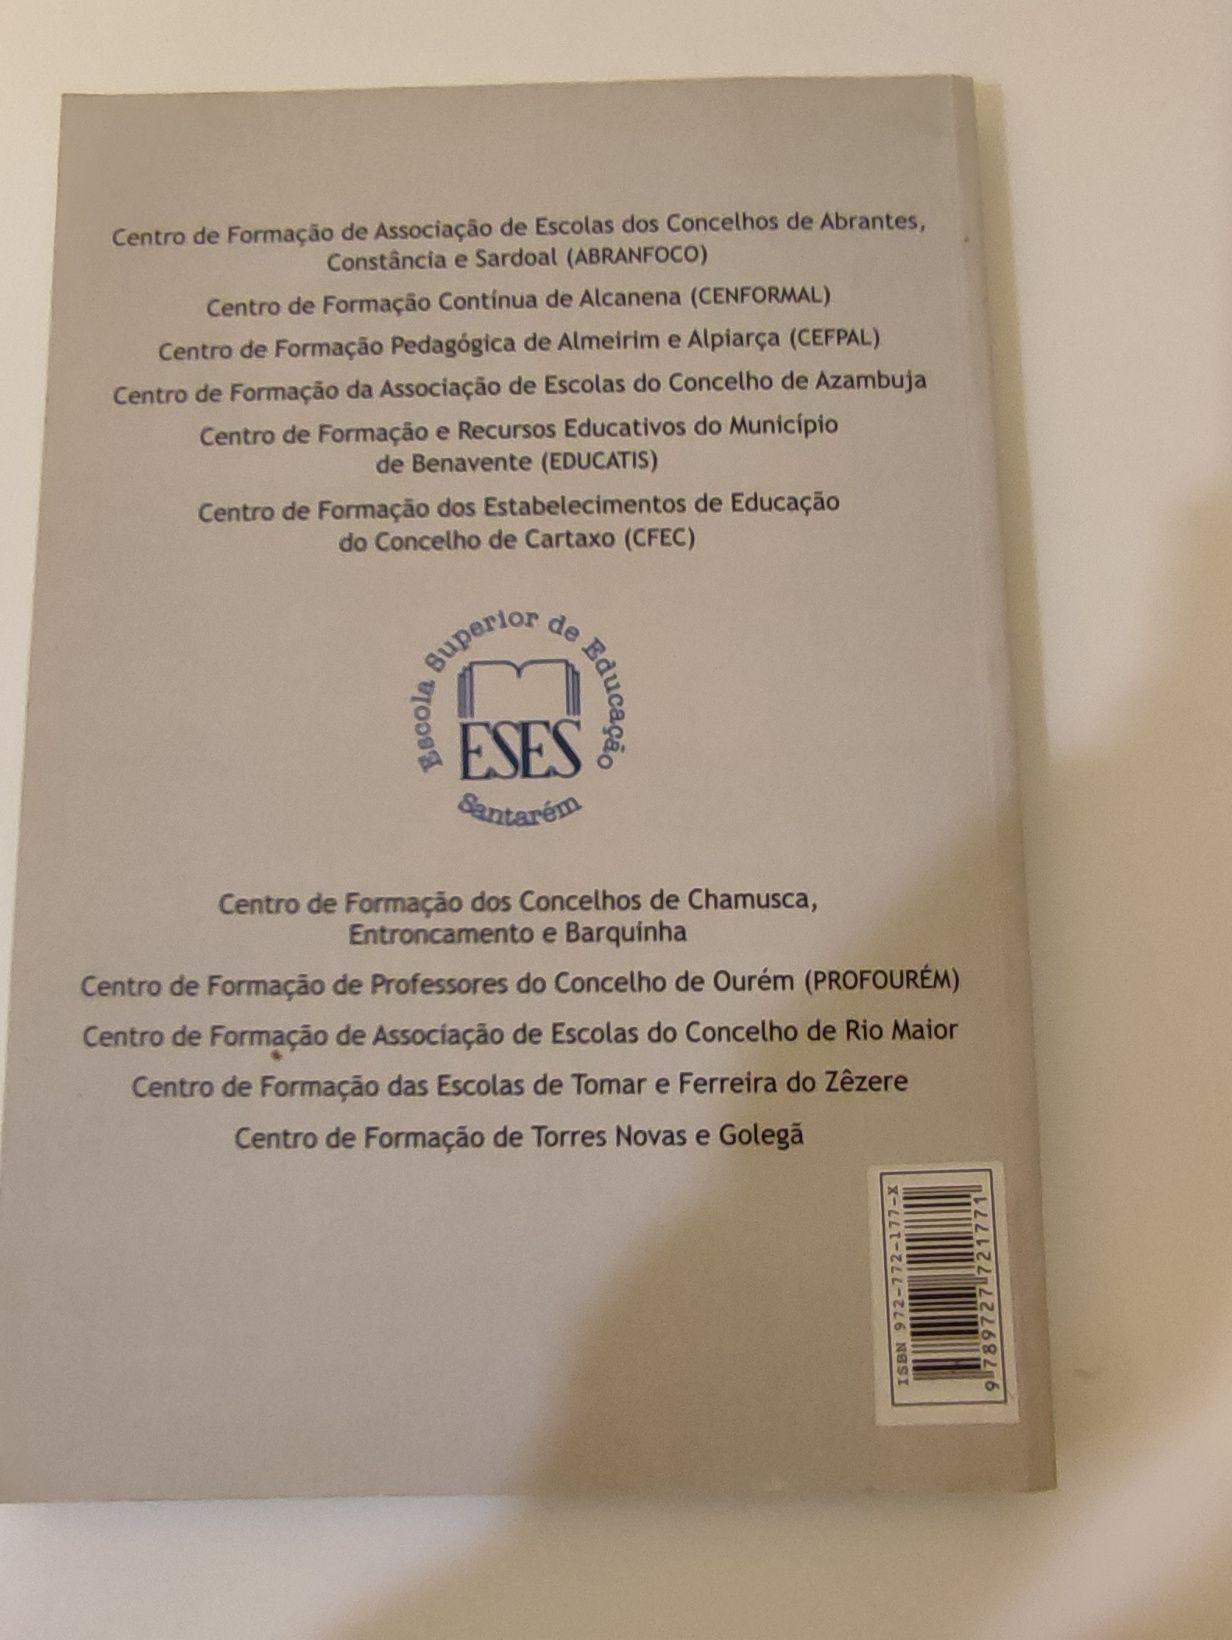 Centro de Formação de Associação de Escolas dos Concelhos de Abrantes,
Constância e Sardoal (ABRANFOCO)
Centro de Formação Contínua de Alcanena (CENFORMAL)
Centro de Formação Pedagógica de Almeirim e Alpiarça (CEFPAL)
Centro de Formação da Associação de Escolas do Concelho de Azambuja
Centro de Formação e Recursos Educativos do Município
de Benavente (EDUCATIS)
Centro de Formação dos Estabelecimentos de Educação
do Concelho de Cartaxo (CFEC)
Escola Superior de Educação
ESES
Santarém
Centro de Formação dos Concelhos de Chamusca,
Entroncamento e Barquinha
Centro de Formação de Professores do Concelho de Ourém (PROFOURÉM)
Centro de Formação de Associação de Escolas do Concelho de Rio Maior
Centro de Formação das Escolas de Tomar e Ferreira do Zêzere
Centro de Formação de Torres Novas e Golegã
ISBN 972-772-177-X
9 789727 721771